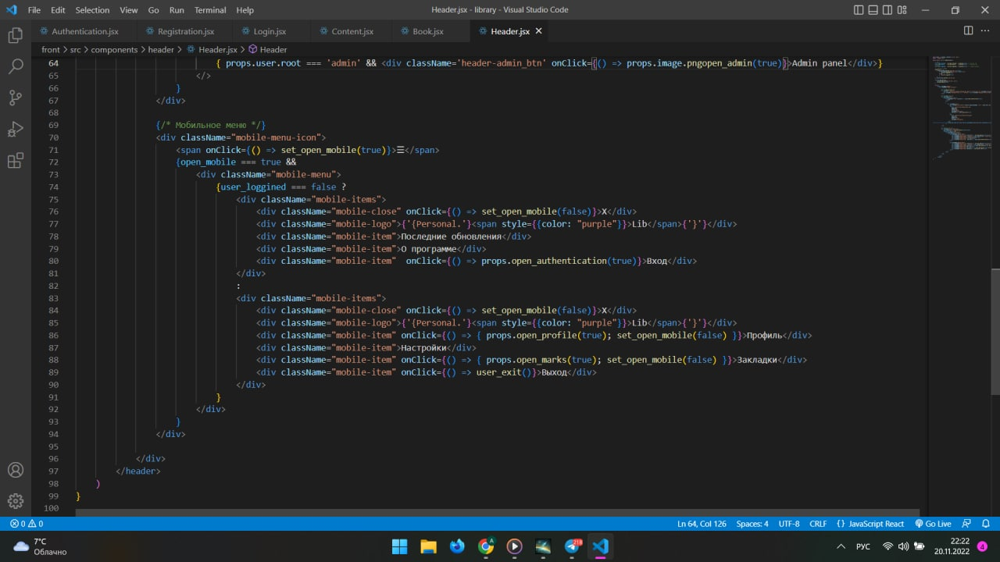 File Edit Selection View Go Run Terminal Help Header.jsx - library - Visual Studio Code
Authentication.jsx Registration.jsx Login.jsx Content.jsx Book.jsx Header.jsx
front > src > components > header > Header.jsx > Header
64 { props.user.root === 'admin' && <div className='header-admin_btn' onClick={() => props.image.pngopen_admin(true)}>Admin panel</div>}
65 </>
66 }
67 </div>
68
69 {/* Мобильное меню */}
70 <div className="mobile-menu-icon">
71 <span onClick={() => set_open_mobile(true)}>☰</span>
72 {open_mobile === true &&
73 <div className="mobile-menu">
74 {user_loggined === false ?
75 <div className="mobile-items">
76 <div className="mobile-close" onClick={() => set_open_mobile(false)}>X</div>
77 <div className="mobile-logo">{'{Personal.'}<span style={{color: "purple"}}>Lib</span>{'}'}</div>
78 <div className="mobile-item">Последние обновления</div>
79 <div className="mobile-item">О программе</div>
80 <div className="mobile-item"  onClick={() => props.open_authentication(true)}>Вход</div>
81 </div>
82 :
83 <div className="mobile-items">
84 <div className="mobile-close" onClick={() => set_open_mobile(false)}>X</div>
85 <div className="mobile-logo">{'{Personal.'}<span style={{color: "purple"}}>Lib</span>{'}'}</div>
86 <div className="mobile-item" onClick={() => { props.open_profile(true); set_open_mobile(false) }}>Профиль</div>
87 <div className="mobile-item">Настройки</div>
88 <div className="mobile-item" onClick={() => { props.open_marks(true); set_open_mobile(false) }}>Закладки</div>
89 <div className="mobile-item" onClick={() => user_exit()}>Выход</div>
90 </div>
91 }
92 </div>
93 }
94 </div>
95
96 </div>
97 </header>
98 )
99 }
100
0 0 Ln 64, Col 126 Spaces: 4 UTF-8 CRLF {} JavaScript React Go Live
7°C
Облачно
A 218 РУС
22:22
20.11.2022
4